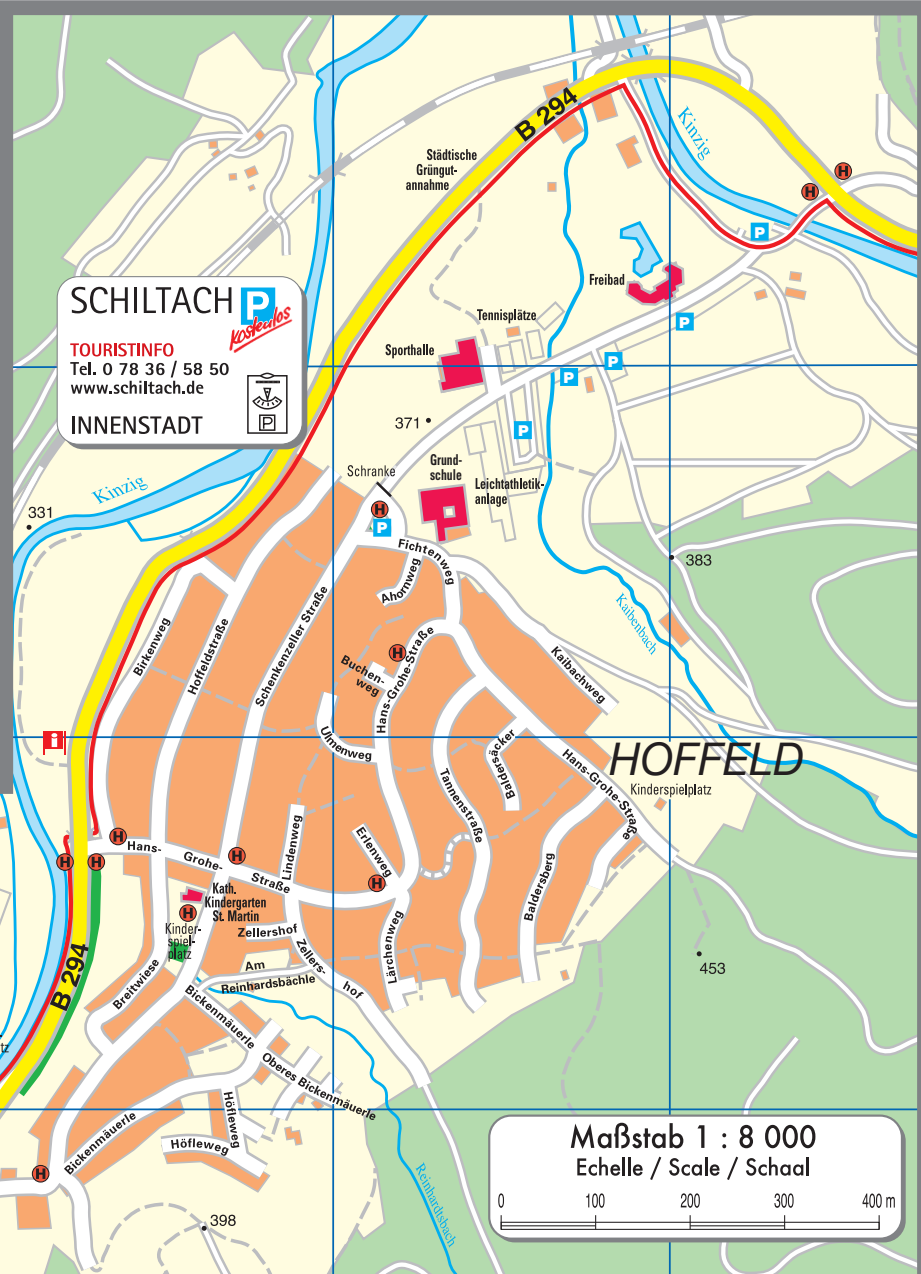 B 294
Kinzig
Städtische
Grüngut-
annahme
H
H
P
Freibad
SCHILTACH P
kostenlos
TOURISTINFO
Tel. 0 78 36 / 58 50
www.schiltach.de
INNENSTADT
P
Tennisplätze
P
Sporthalle
P
P
371
P
Schranke
Grund-
schule
Leichtathletik-
anlage
Kinzig
331
H
P
Fichtenweg
383
Ahornweg
Kaibenbach
Birkenweg
Hoffeldstraße
Schenkenzeller Straße
H
Buchen-
weg
Hans-Grohe-Straße
Kaibachweg
i
Ulmenweg
Baldersäcker
Hans-Grohe-Straße
HOFFELD
Kinderspielplatz
Tannenstraße
Lindenweg
Erlenweg
H
Hans-
Grohe-
Straße
H
H
H
H
H
Baldersberg
Kath.
Kindergarten
St. Martin
H
Kinder-
spiel-
platz
Zellershof
Zellers-
hof
Lärchenweg
453
B 294
Breitwiese
Am
Reinhardsbächle
Bickenmäuerle
Oberes Bickenmäuerle
tz
Bickenmäuerle
Höfleweg
Höfleweg
H
Reinhardtsbach
398
Maßstab 1 : 8 000
Echelle / Scale / Schaal
0 100 200 300 400 m